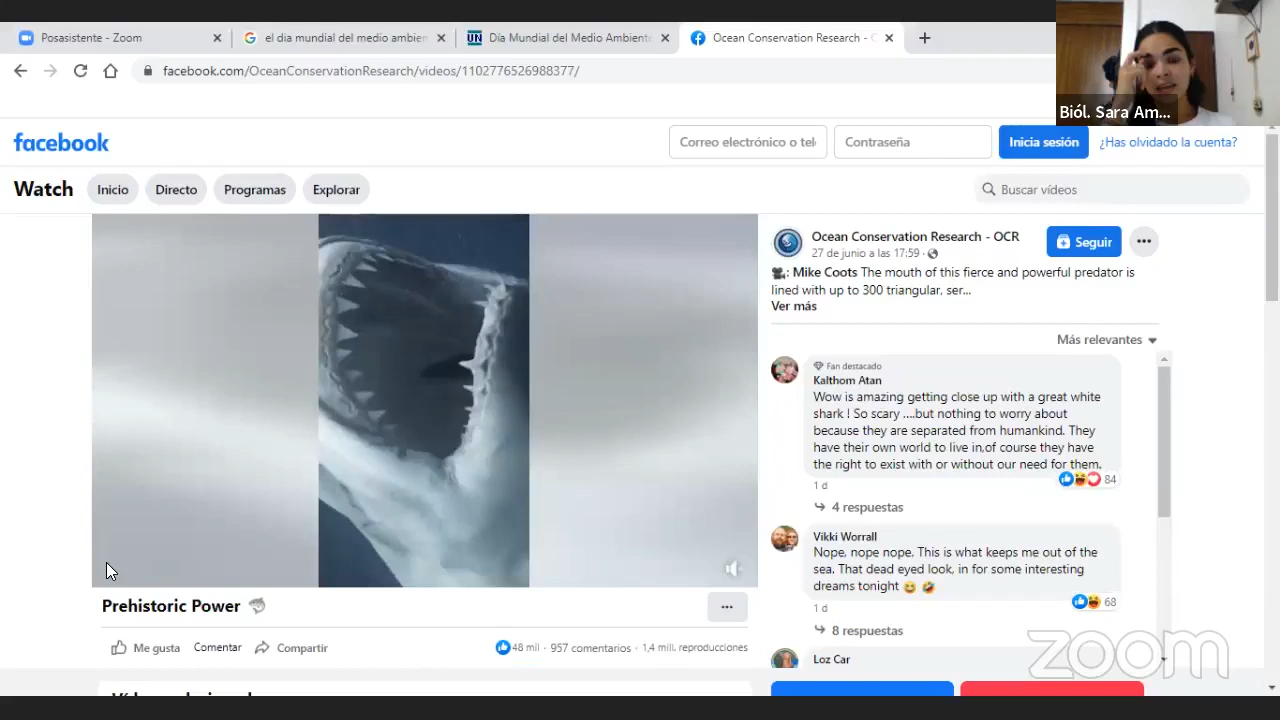 Posasistente - Zoom
el dia mundial del medio ambien
Día Mundial del Medio Ambiente
Ocean Conservation Research - O
facebook.com/OceanConservationResearch/videos/1102776526988377/
Biól. Sara Am...
facebook
Correo electrónico o tel
Contraseña
Inicia sesión
¿Has olvidado la cuenta?
Watch
Inicio
Directo
Programas
Explorar
Buscar vídeos
Ocean Conservation Research - OCR
27 de junio a las 17:59 ·
Seguir
: Mike Coots The mouth of this fierce and powerful predator is
lined with up to 300 triangular, ser...
Ver más
Más relevantes
Fan destacado
Kalthom Atan
Wow is amazing getting close up with a great white
shark ! So scary ....but nothing to worry about
because they are separated from humankind. They
have their own world to live in,of course they have
the right to exist with or without our need for them.
84
1 d
4 respuestas
Vikki Worrall
Nope, nope nope. This is what keeps me out of the
sea. That dead eyed look, in for some interesting
dreams tonight
68
1 d
8 respuestas
Loz Car
Prehistoric Power
Me gusta
Comentar
Compartir
48 mil · 957 comentarios · 1,4 mill. reproducciones
zoom